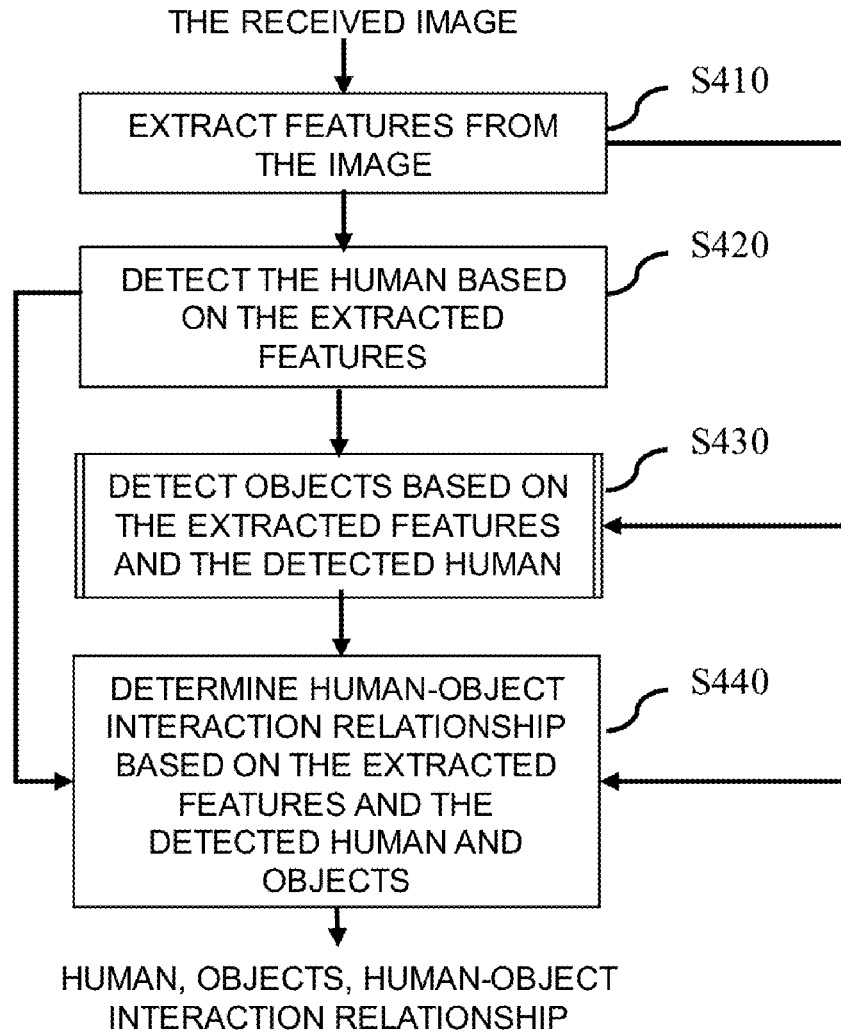 THE RECEIVED IMAGE
S410
EXTRACT FEATURES FROM
THE IMAGE
S420
DETECT THE HUMAN BASED
ON THE EXTRACTED
FEATURES
S430
DETECT OBJECTS BASED ON
THE EXTRACTED FEATURES
AND THE DETECTED HUMAN
S440
DETERMINE HUMAN-OBJECT
INTERACTION RELATIONSHIP
BASED ON THE EXTRACTED
FEATURES AND THE
DETECTED HUMAN AND
OBJECTS
HUMAN, OBJECTS, HUMAN-OBJECT
INTERACTION RELATIONSHIP